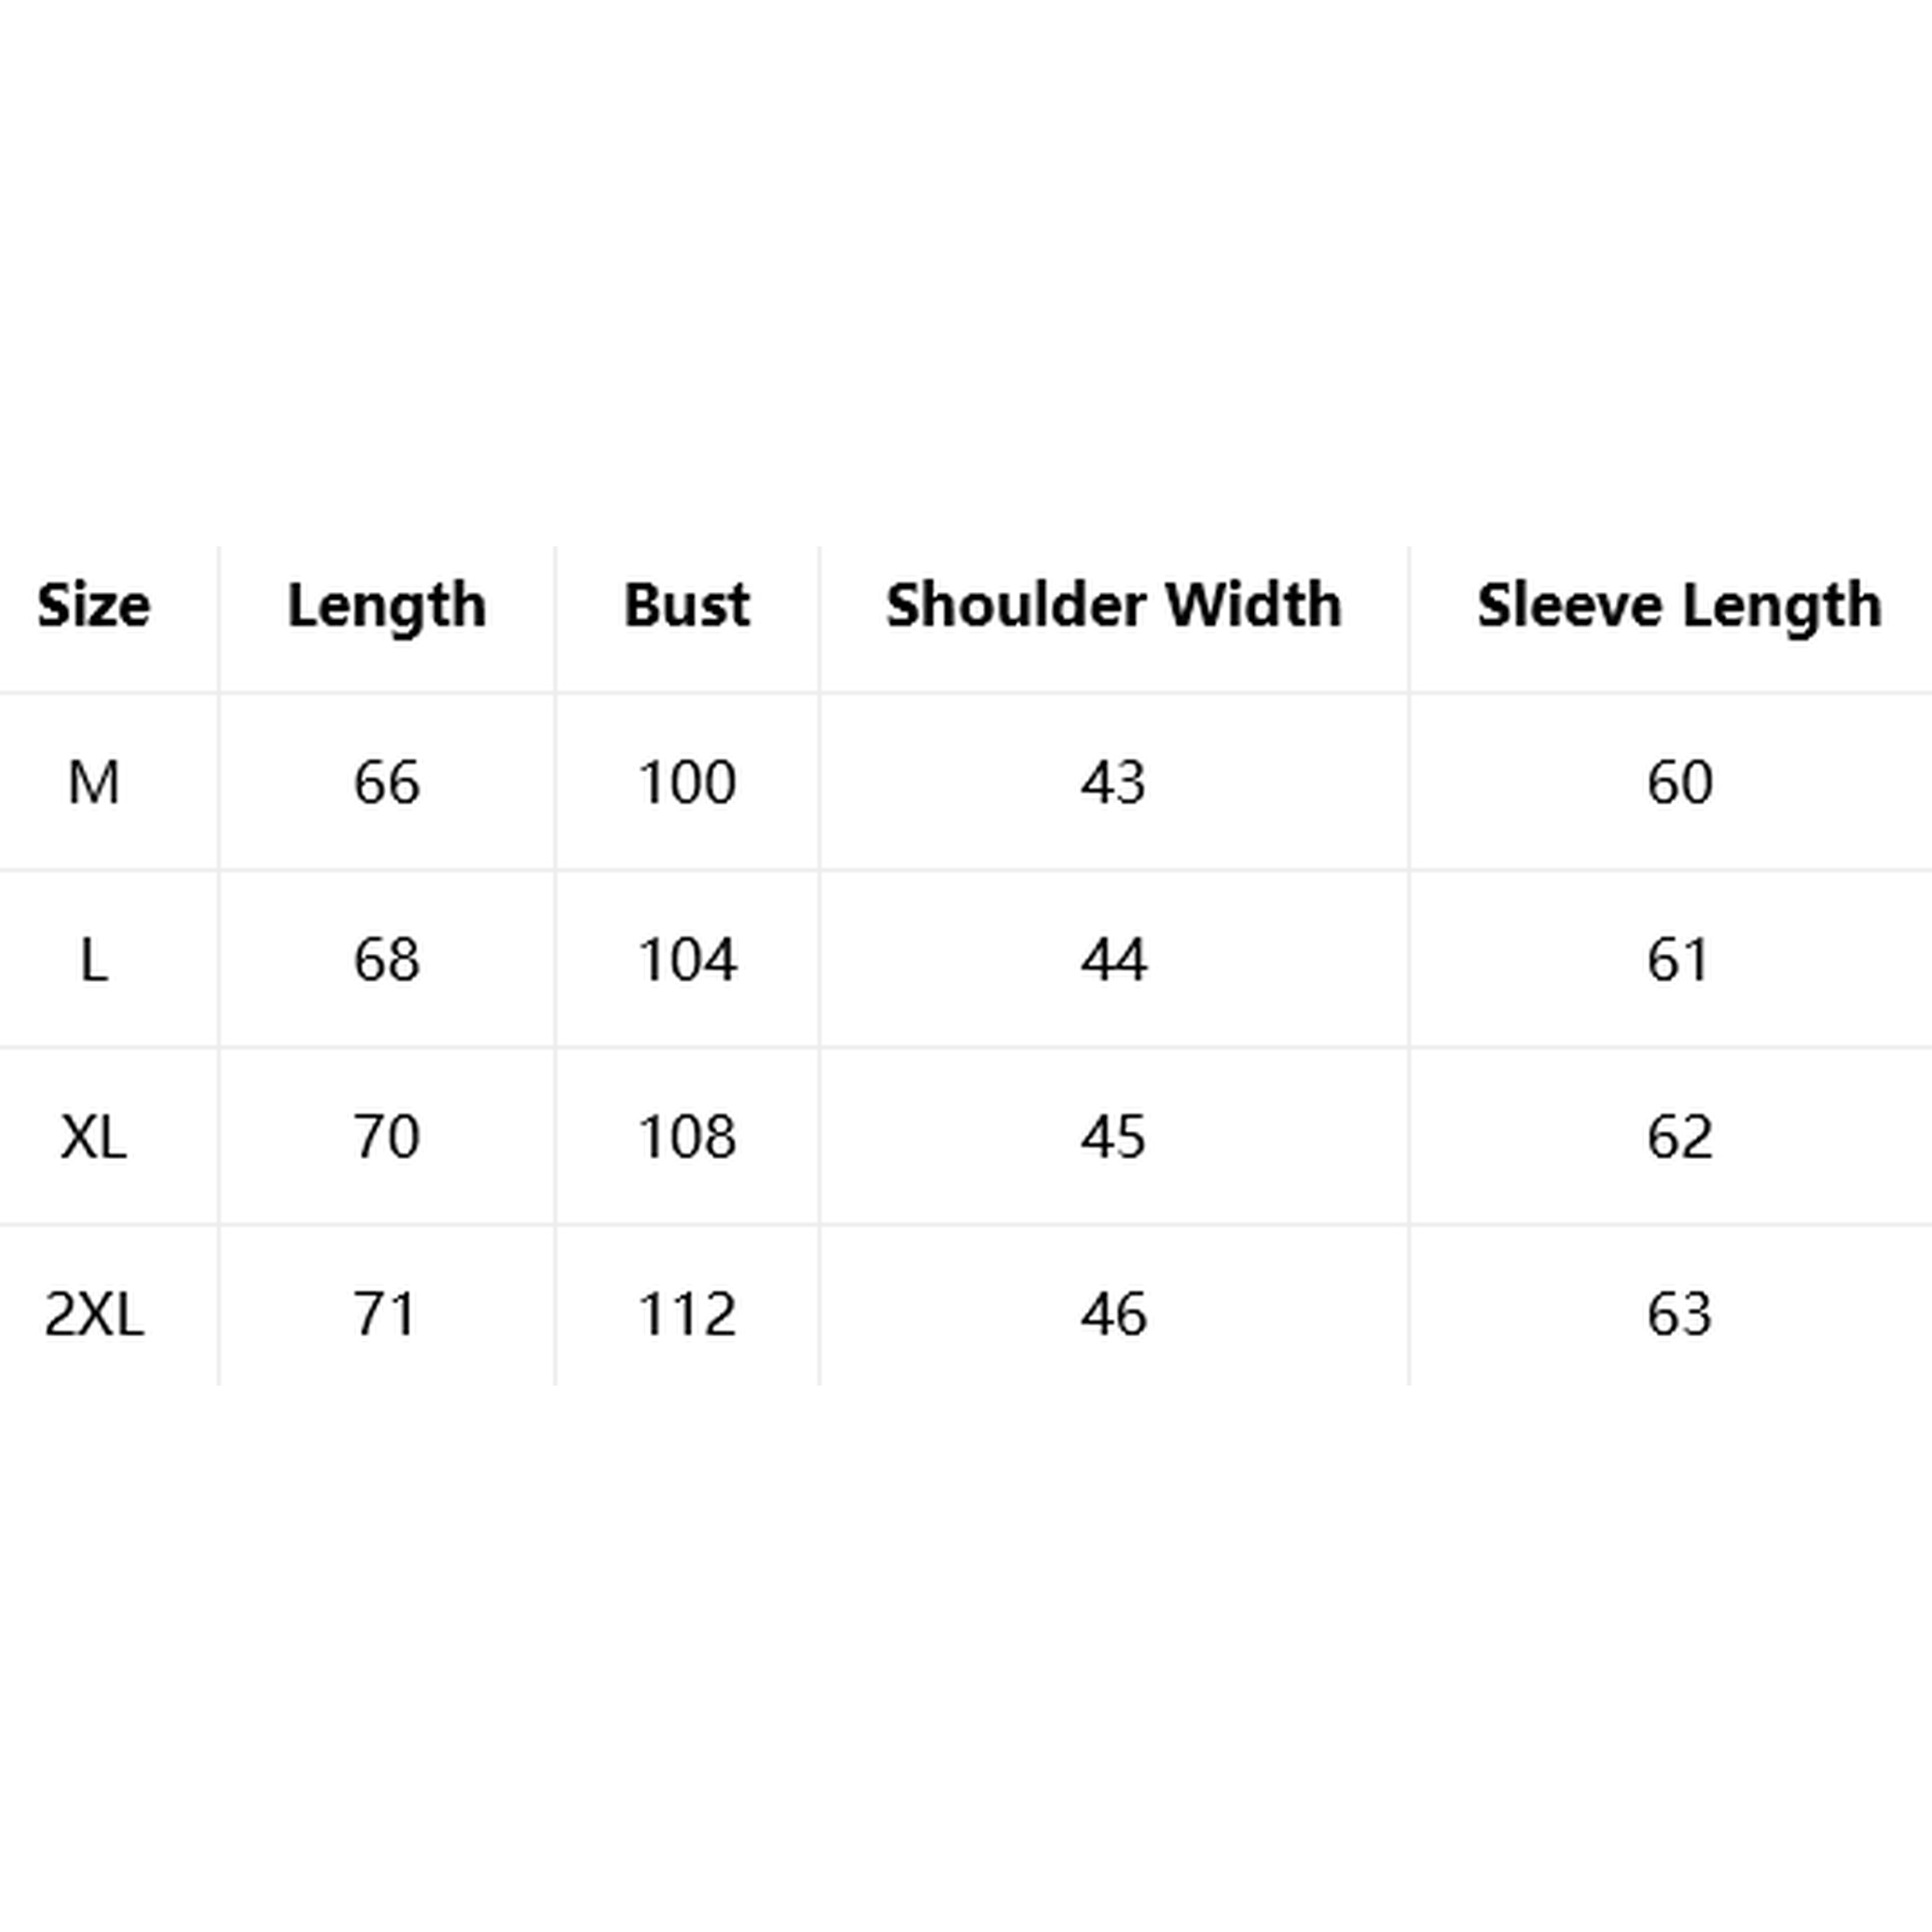 Size Length Bust Shoulder Width Sleeve Length
M 66 100 43 60
L 68 104 44 61
XL 70 108 45 62
2XL 71 112 46 63